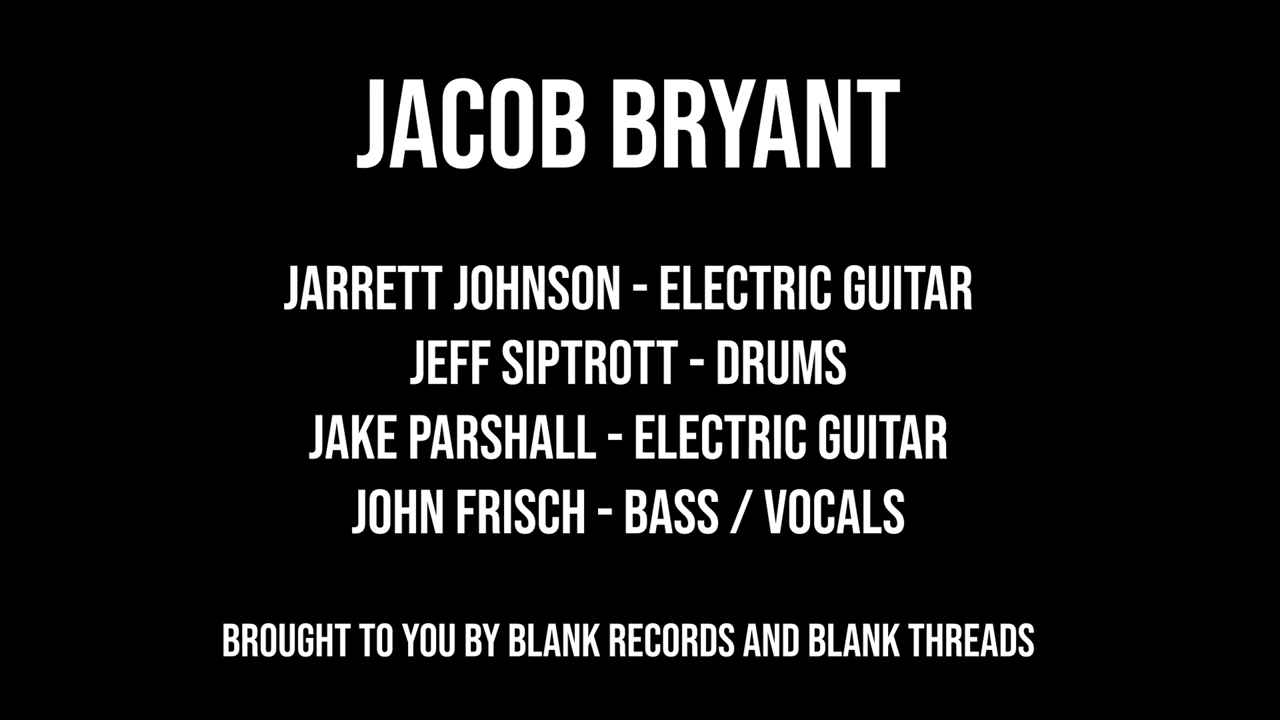 JACOB BRYANT
JARRETT JOHNSON - ELECTRIC GUITAR
JEFF SIPTROTT - DRUMS
JAKE PARSHALL - ELECTRIC GUITAR
JOHN FRISCH - BASS / VOCALS
BROUGHT TO YOU BY BLANK RECORDS AND BLANK THREADS